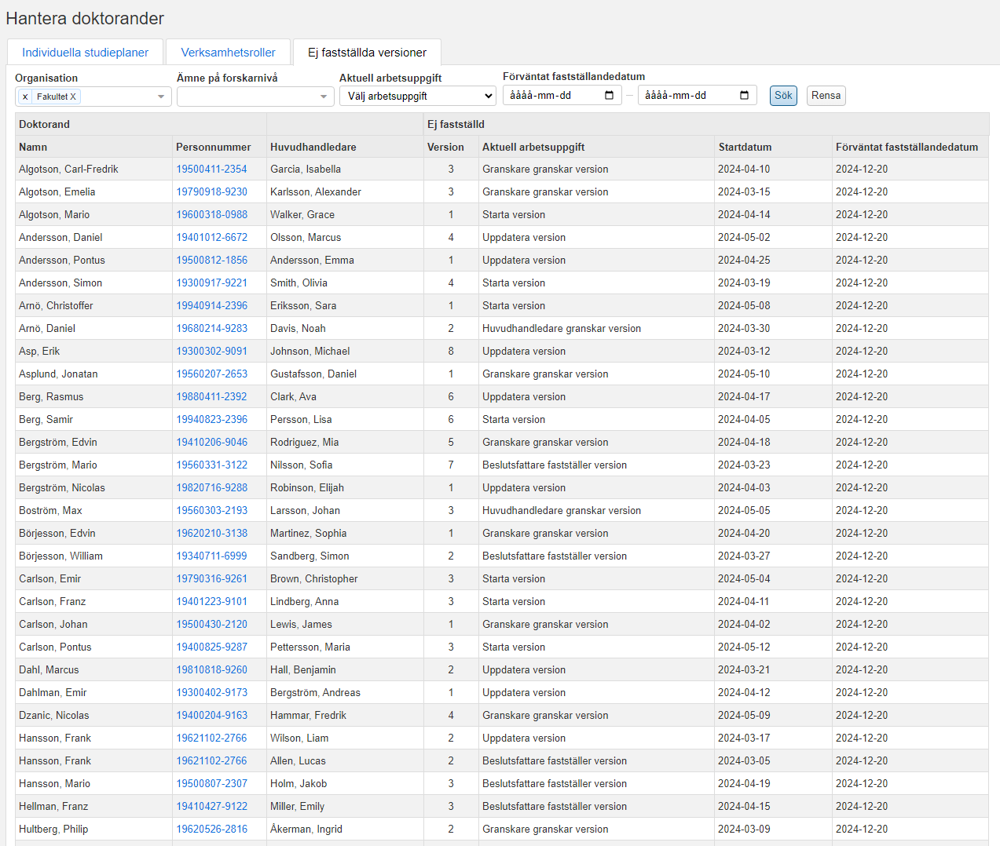 Hantera doktorander
Individuella studieplaner Verksamhetsroller Ej fastställda versioner
Organisation Ämne på forskarnivå Aktuell arbetsuppgift Förväntat fastställandedatum
× Fakultet X Välj arbetsuppgift åååå-mm-dd – åååå-mm-dd Sök Rensa
Doktorand Ej fastställd
Namn Personnummer Huvudhandledare Version Aktuell arbetsuppgift Startdatum Förväntat fastställandedatum
Algotson, Carl-Fredrik 19500411-2354 Garcia, Isabella 3 Granskare granskar version 2024-04-10 2024-12-20
Algotson, Emelia 19790918-9230 Karlsson, Alexander 3 Granskare granskar version 2024-03-15 2024-12-20
Algotson, Mario 19600318-0988 Walker, Grace 1 Starta version 2024-04-14 2024-12-20
Andersson, Daniel 19401012-6672 Olsson, Marcus 4 Uppdatera version 2024-05-02 2024-12-20
Andersson, Pontus 19500812-1856 Andersson, Emma 1 Uppdatera version 2024-04-25 2024-12-20
Andersson, Simon 19300917-9221 Smith, Olivia 4 Starta version 2024-03-19 2024-12-20
Arnö, Christoffer 19940914-2396 Eriksson, Sara 1 Starta version 2024-05-08 2024-12-20
Arnö, Daniel 19680214-9283 Davis, Noah 2 Huvudhandledare granskar version 2024-03-30 2024-12-20
Asp, Erik 19300302-9091 Johnson, Michael 8 Uppdatera version 2024-03-12 2024-12-20
Asplund, Jonatan 19560207-2653 Gustafsson, Daniel 1 Granskare granskar version 2024-05-10 2024-12-20
Berg, Rasmus 19880411-2392 Clark, Ava 6 Uppdatera version 2024-04-17 2024-12-20
Berg, Samir 19940823-2396 Persson, Lisa 6 Starta version 2024-04-05 2024-12-20
Bergström, Edvin 19410206-9046 Rodriguez, Mia 5 Granskare granskar version 2024-04-18 2024-12-20
Bergström, Mario 19560331-3122 Nilsson, Sofia 7 Beslutsfattare fastställer version 2024-03-23 2024-12-20
Bergström, Nicolas 19820716-9288 Robinson, Elijah 1 Uppdatera version 2024-04-03 2024-12-20
Boström, Max 19560303-2193 Larsson, Johan 3 Huvudhandledare granskar version 2024-05-05 2024-12-20
Börjesson, Edvin 19620210-3138 Martinez, Sophia 1 Granskare granskar version 2024-04-20 2024-12-20
Börjesson, William 19340711-6999 Sandberg, Simon 2 Beslutsfattare fastställer version 2024-03-27 2024-12-20
Carlson, Emir 19790316-9261 Brown, Christopher 3 Starta version 2024-05-04 2024-12-20
Carlson, Franz 19401223-9101 Lindberg, Anna 3 Starta version 2024-04-11 2024-12-20
Carlson, Johan 19500430-2120 Lewis, James 1 Granskare granskar version 2024-04-02 2024-12-20
Carlson, Pontus 19400825-9287 Pettersson, Maria 3 Starta version 2024-05-12 2024-12-20
Dahl, Marcus 19810818-9260 Hall, Benjamin 2 Uppdatera version 2024-03-21 2024-12-20
Dahlman, Emir 19300402-9173 Bergström, Andreas 1 Uppdatera version 2024-04-12 2024-12-20
Dzanic, Nicolas 19400204-9163 Hammar, Fredrik 4 Granskare granskar version 2024-05-09 2024-12-20
Hansson, Frank 19621102-2766 Wilson, Liam 2 Uppdatera version 2024-03-17 2024-12-20
Hansson, Frank 19621102-2766 Allen, Lucas 2 Beslutsfattare fastställer version 2024-03-05 2024-12-20
Hansson, Mario 19500807-2307 Holm, Jakob 3 Beslutsfattare fastställer version 2024-04-19 2024-12-20
Hellman, Franz 19410427-9122 Miller, Emily 3 Beslutsfattare fastställer version 2024-04-15 2024-12-20
Hultberg, Philip 19620526-2816 Åkerman, Ingrid 2 Granskare granskar version 2024-03-09 2024-12-20